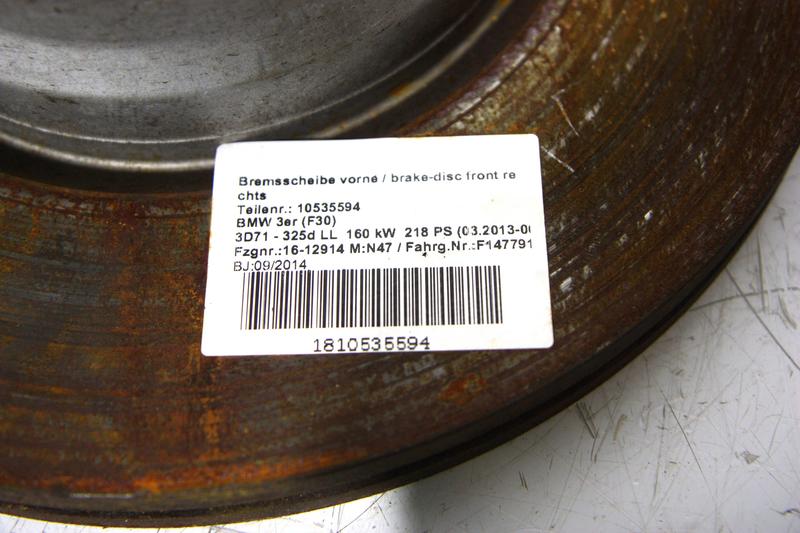 Bremsscheibe vorne / brake-disc front re
chts
Teilenr.: 10535594
BMW 3er (F30)
3D71 - 325d LL 160 kW 218 PS (03.2013-0
Fzgnr.:16-12914 M:N47 / Fahrg.Nr.:F147791
BJ:09/2014
1810535594